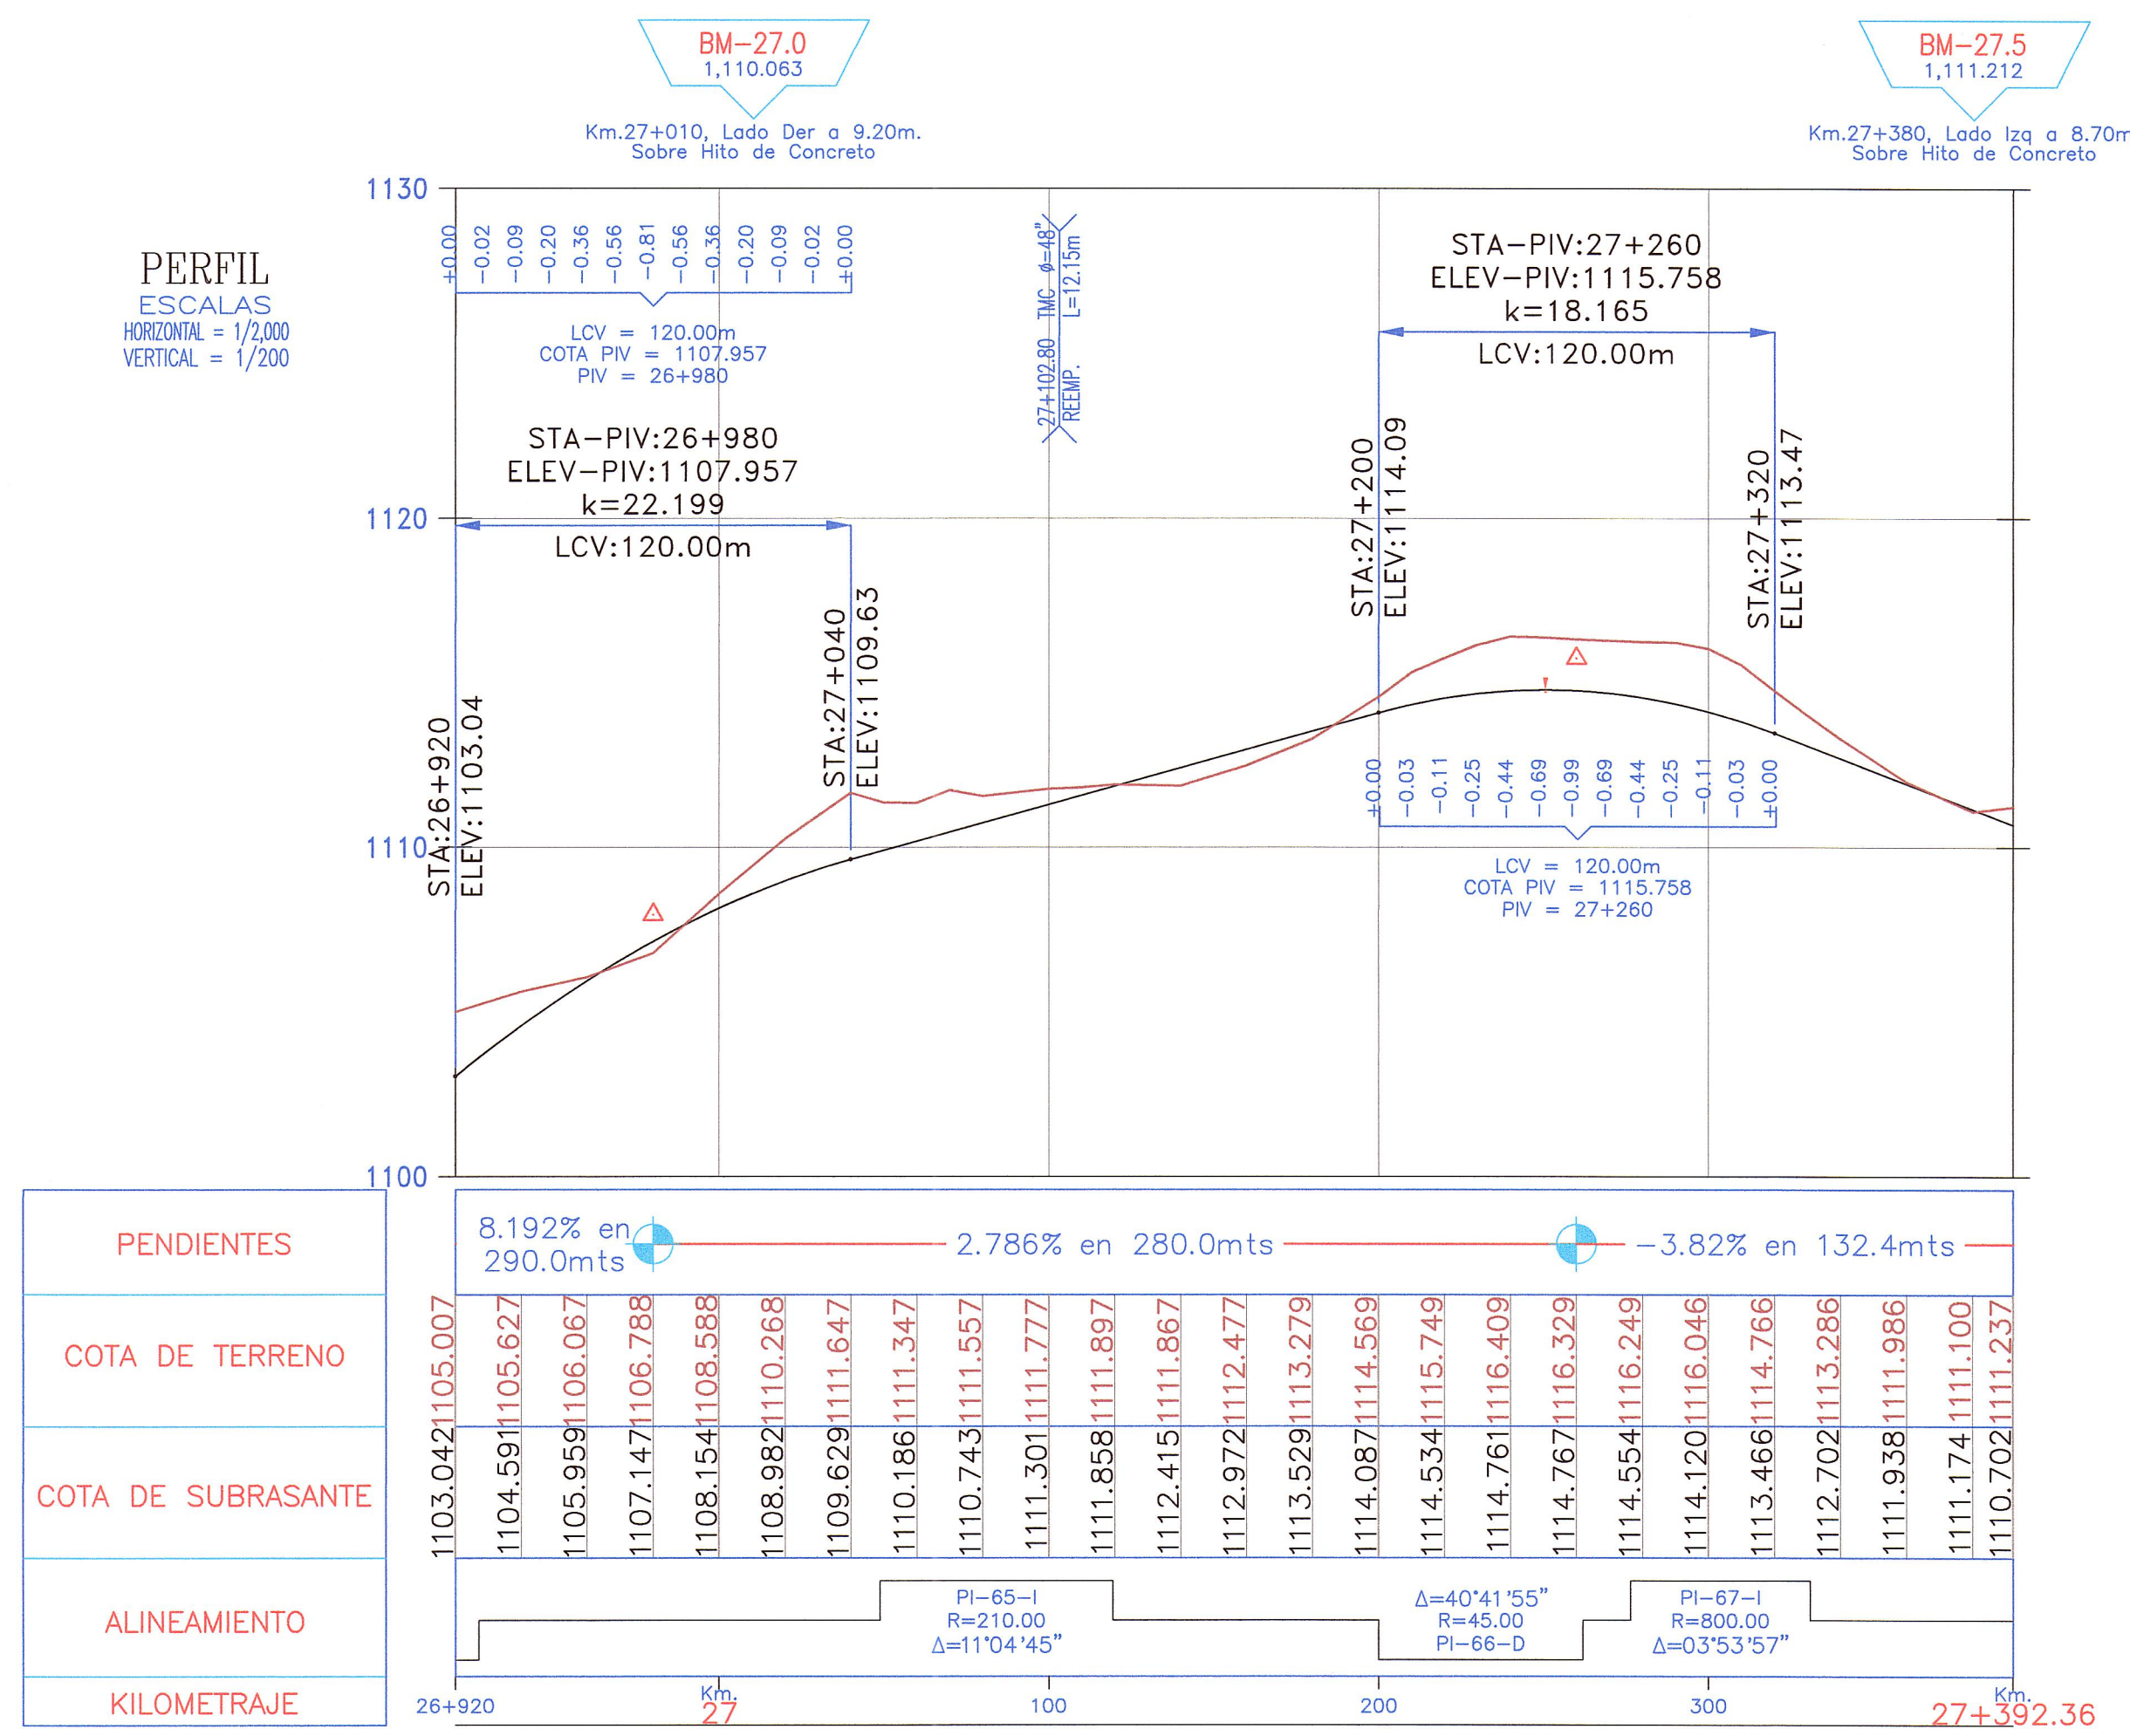 BM-27.0
1,110.063
Km.27+010, Lado Der a 9.20m.
Sobre Hito de Concreto
BM-27.5
1,111.212
Km.27+380, Lado Izq a 8.70m
Sobre Hito de Concreto
PERFIL
ESCALAS
HORIZONTAL = 1/2,000
VERTICAL = 1/200
1130
1120
1110
1100
±0.00
-0.02
-0.09
-0.20
-0.36
-0.56
-0.81
-0.56
-0.36
-0.20
-0.09
-0.02
±0.00
LCV = 120.00m
COTA PIV = 1107.957
PIV = 26+980
STA-PIV:26+980
ELEV-PIV:1107.957
k=22.199
LCV:120.00m
STA:26+920
ELEV:1103.04
STA:27+040
ELEV:1109.63
27+102.80 TMC ø=48"
REEMP. L=12.15m
STA-PIV:27+260
ELEV-PIV:1115.758
k=18.165
LCV:120.00m
STA:27+200
ELEV:1114.09
STA:27+320
ELEV:1113.47
±0.00
-0.03
-0.11
-0.25
-0.44
-0.69
-0.99
-0.69
-0.44
-0.25
-0.11
-0.03
±0.00
LCV = 120.00m
COTA PIV = 1115.758
PIV = 27+260
PENDIENTES
8.192% en
290.0mts
2.786% en 280.0mts
-3.82% en 132.4mts
COTA DE TERRENO
1105.007
1105.627
1106.067
1106.788
1108.588
1110.268
1111.647
1111.347
1111.557
1111.777
1111.897
1111.867
1112.477
1113.279
1114.569
1115.749
1116.409
1116.329
1116.249
1116.046
1114.766
1113.286
1111.986
1111.100
1111.237
COTA DE SUBRASANTE
1103.042
1104.591
1105.959
1107.147
1108.154
1108.982
1109.629
1110.186
1110.743
1111.301
1111.858
1112.415
1112.972
1113.529
1114.087
1114.534
1114.761
1114.767
1114.554
1114.120
1113.466
1112.702
1111.938
1111.174
1110.702
ALINEAMIENTO
PI-65-I
R=210.00
Δ=11°04'45"
Δ=40°41'55"
R=45.00
PI-66-D
PI-67-I
R=800.00
Δ=03°53'57"
KILOMETRAJE
26+920
Km.
27
100
200
300
Km.
27+392.36